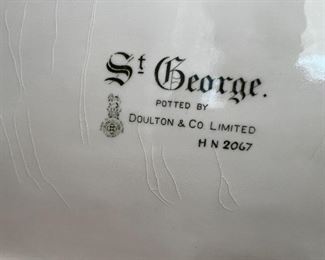 St George.
POTTED BY
DOULTON & CO LIMITED
H N 2067